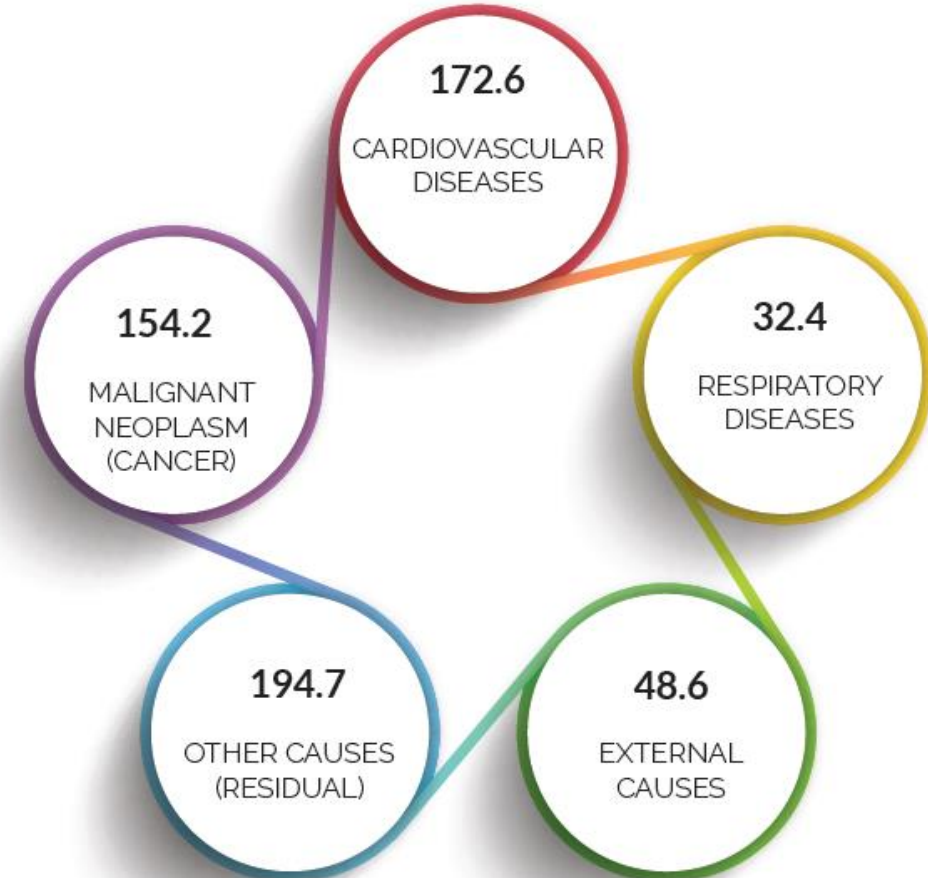 172.6
CARDIOVASCULAR
DISEASES
154.2
MALIGNANT
NEOPLASM
(CANCER)
32.4
RESPIRATORY
DISEASES
194.7
OTHER CAUSES
(RESIDUAL)
48.6
EXTERNAL
CAUSES